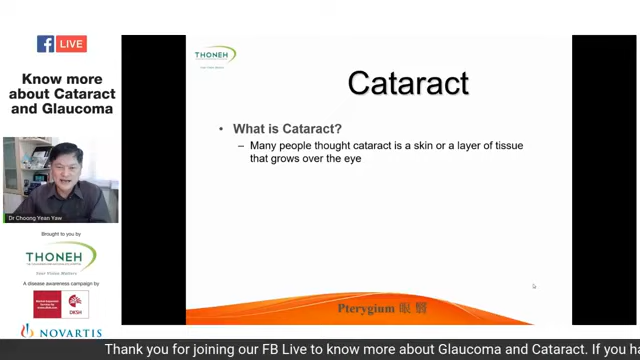 f LIVE
Know more
about Cataract
and Glaucoma
Dr Choong Yean Yaw
Brought to you by
THONEH
Your Vision Matters
A disease awareness campaign by
DKSH
NOVARTIS
THONEH
Cataract
• What is Cataract?
– Many people thought cataract is a skin or a layer of tissue
that grows over the eye
Pterygium
Thank you for joining our FB Live to know more about Glaucoma and Cataract. If you ha